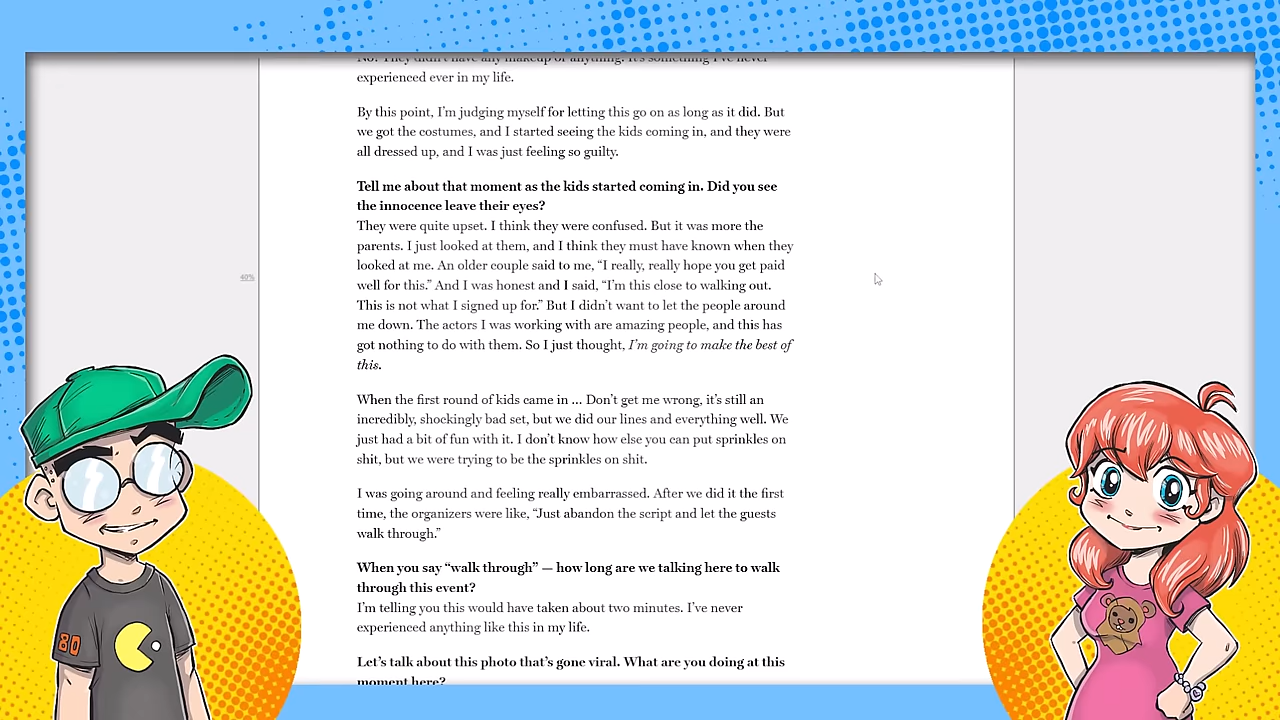 No. They didn't have any makeup or anything. It's something I've never
experienced ever in my life.
By this point, I'm judging myself for letting this go on as long as it did. But
we got the costumes, and I started seeing the kids coming in, and they were
all dressed up, and I was just feeling so guilty.
Tell me about that moment as the kids started coming in. Did you see
the innocence leave their eyes?
They were quite upset. I think they were confused. But it was more the
parents. I just looked at them, and I think they must have known when they
looked at me. An older couple said to me, “I really, really hope you get paid
well for this.” And I was honest and I said, “I'm this close to walking out.
This is not what I signed up for.” But I didn't want to let the people around
me down. The actors I was working with are amazing people, and this has
got nothing to do with them. So I just thought, I'm going to make the best of
this.
40%
When the first round of kids came in ... Don't get me wrong, it's still an
incredibly, shockingly bad set, but we did our lines and everything well. We
just had a bit of fun with it. I don't know how else you can put sprinkles on
shit, but we were trying to be the sprinkles on shit.
I was going around and feeling really embarrassed. After we did it the first
time, the organizers were like, “Just abandon the script and let the guests
walk through.”
When you say “walk through” — how long are we talking here to walk
through this event?
I'm telling you this would have taken about two minutes. I've never
experienced anything like this in my life.
Let's talk about this photo that's gone viral. What are you doing at this
moment here?
80